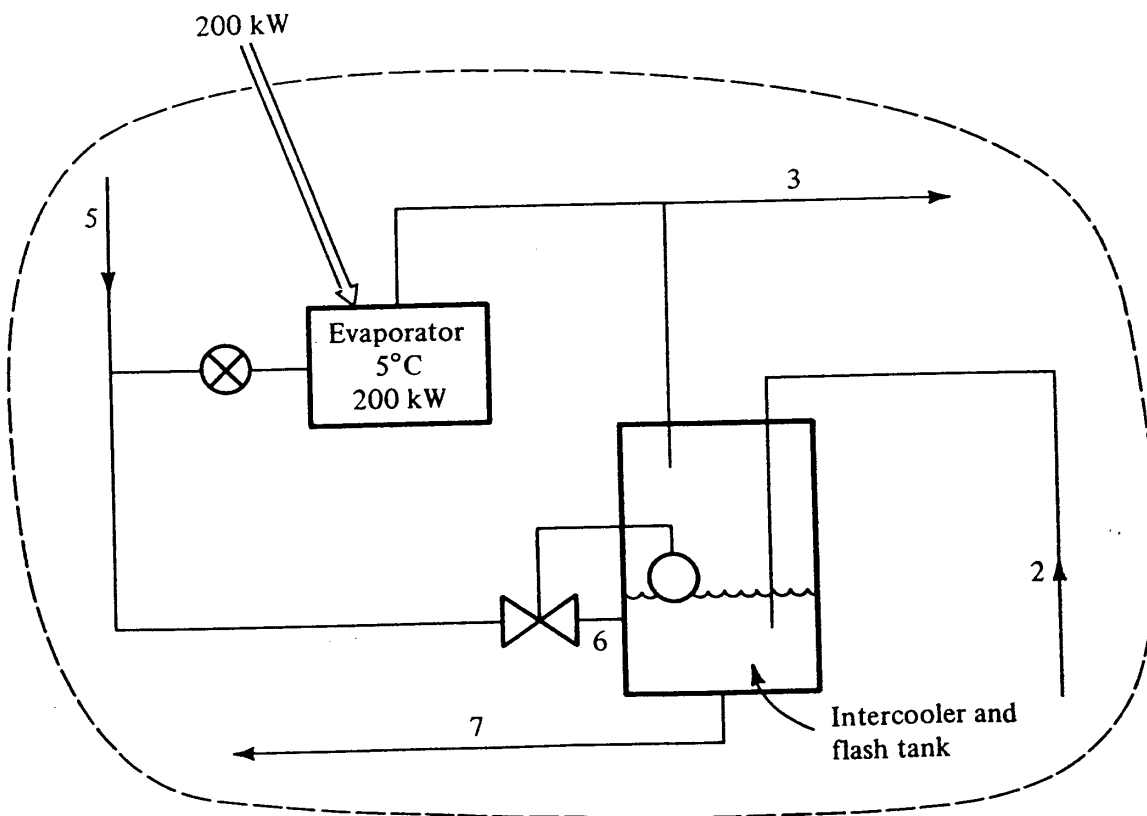 200 kW
3
5
Evaporator
5°C
200 kW
2
6
Intercooler and
flash tank
7